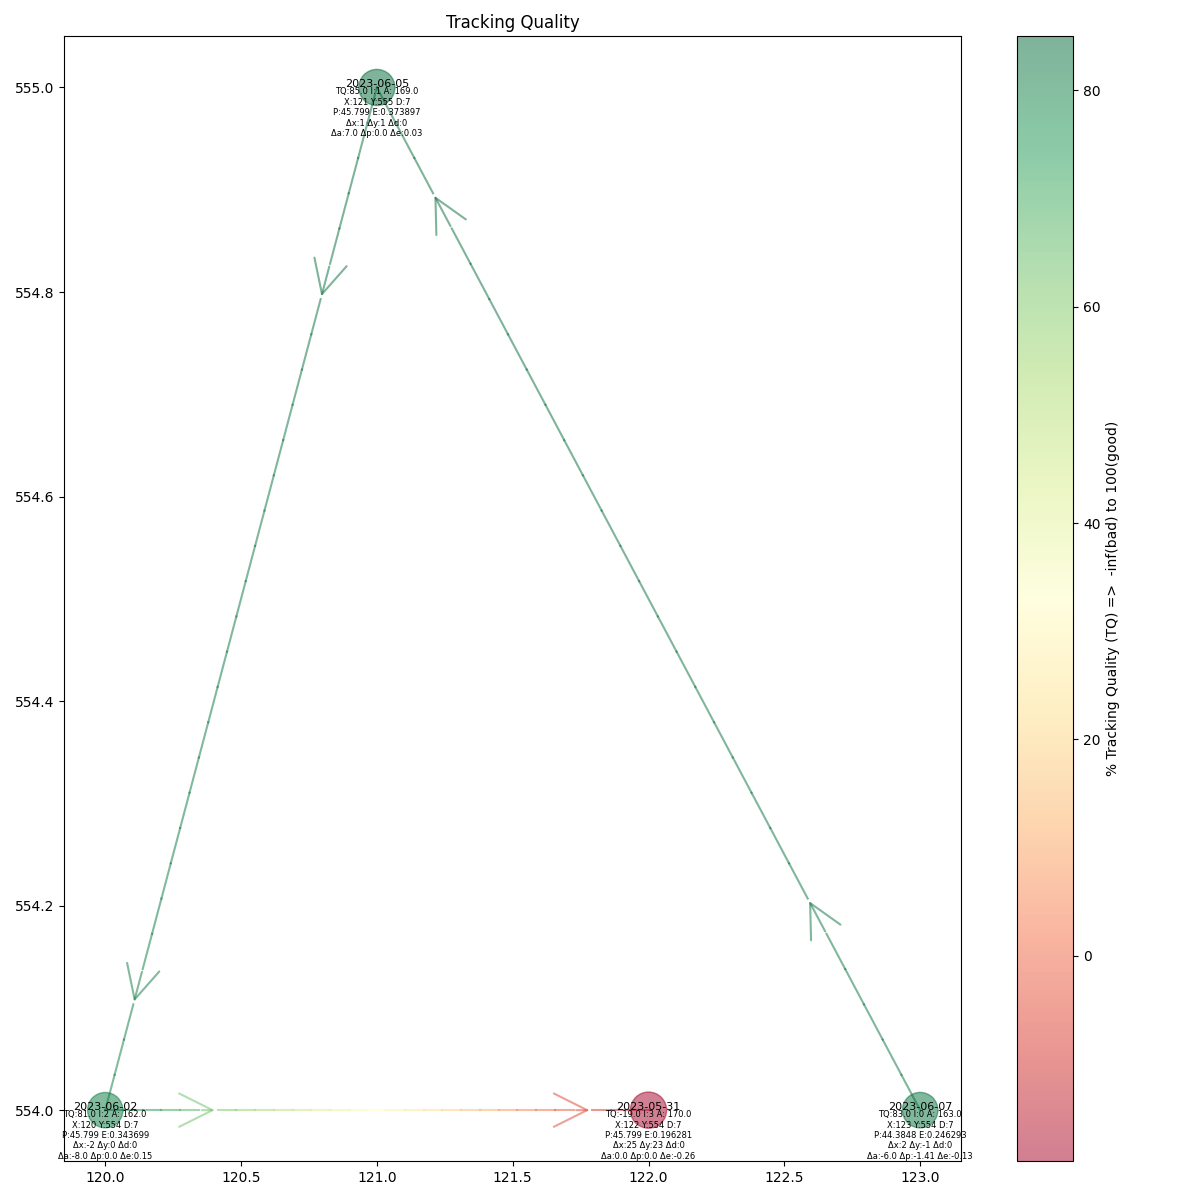 Tracking Quality
555.0
554.8
554.6
554.4
554.2
554.0
2023-06-05
TQ:85.0 I:1 A: 169.0
X:121 Y:555 D:7
P:45.799 E:0.373897
Δx:1 Δy:1 Δd:0
Δa:7.0 Δp:0.0 Δe:0.03
2023-06-02
TQ:81.0 I:2 A: 162.0
X:120 Y:554 D:7
P:45.799 E:0.343699
Δx:-2 Δy:0 Δd:0
Δa:-8.0 Δp:0.0 Δe:0.15
2023-05-31
TQ:-19.0 I:3 A: 170.0
X:122 Y:554 D:7
P:45.799 E:0.196281
Δx:25 Δy:23 Δd:0
Δa:0.0 Δp:0.0 Δe:-0.26
2023-06-07
TQ:83.0 I:0 A: 163.0
X:123 Y:554 D:7
P:44.3848 E:0.246293
Δx:2 Δy:-1 Δd:0
Δa:-6.0 Δp:-1.41 Δe:-0.13
120.0
120.5
121.0
121.5
122.0
122.5
123.0
80
60
40
20
0
% Tracking Quality (TQ) => -inf(bad) to 100(good)